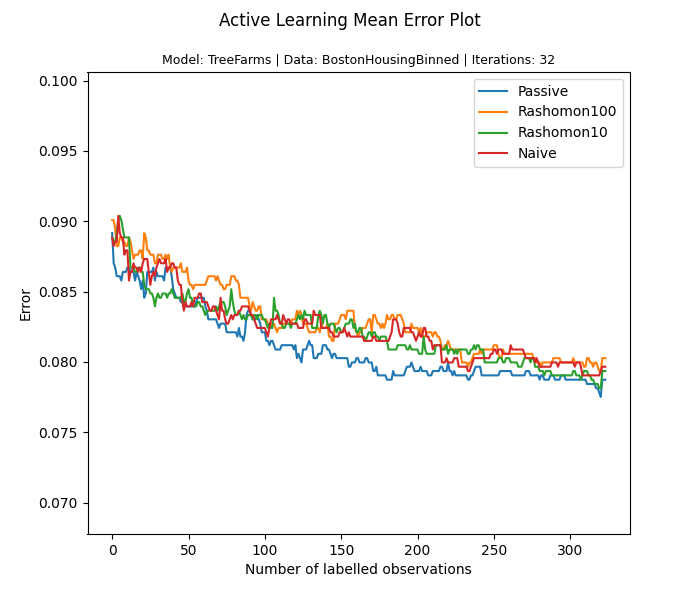 Active Learning Mean Error Plot
Model: TreeFarms | Data: BostonHousingBinned | Iterations: 32
Passive
Rashomon100
Rashomon10
Naive
0.100
0.095
0.090
0.085
0.080
0.075
0.070
Error
0 50 100 150 200 250 300
Number of labelled observations